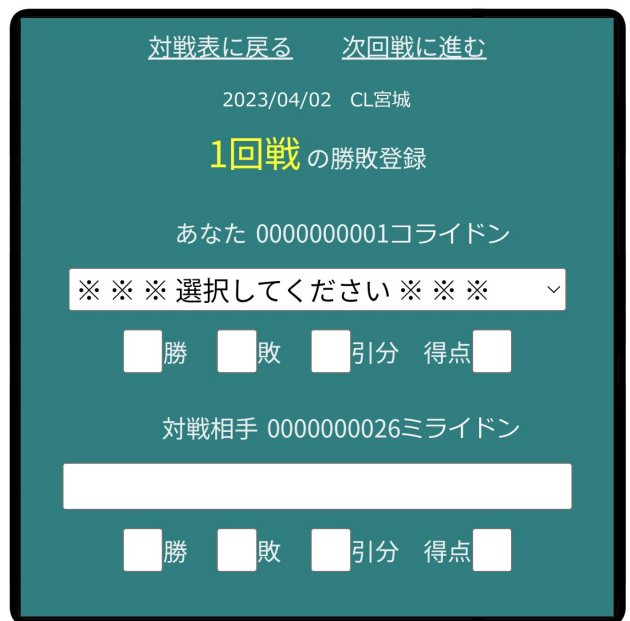 対戦表に戻る 次回戦に進む
2023/04/02 CL宮城
1回戦 の勝敗登録
あなた 0000000001コライドン
※ ※ ※ 選択してください ※ ※ ※
勝 敗 引分 得点
対戦相手 0000000026ミライドン
勝 敗 引分 得点